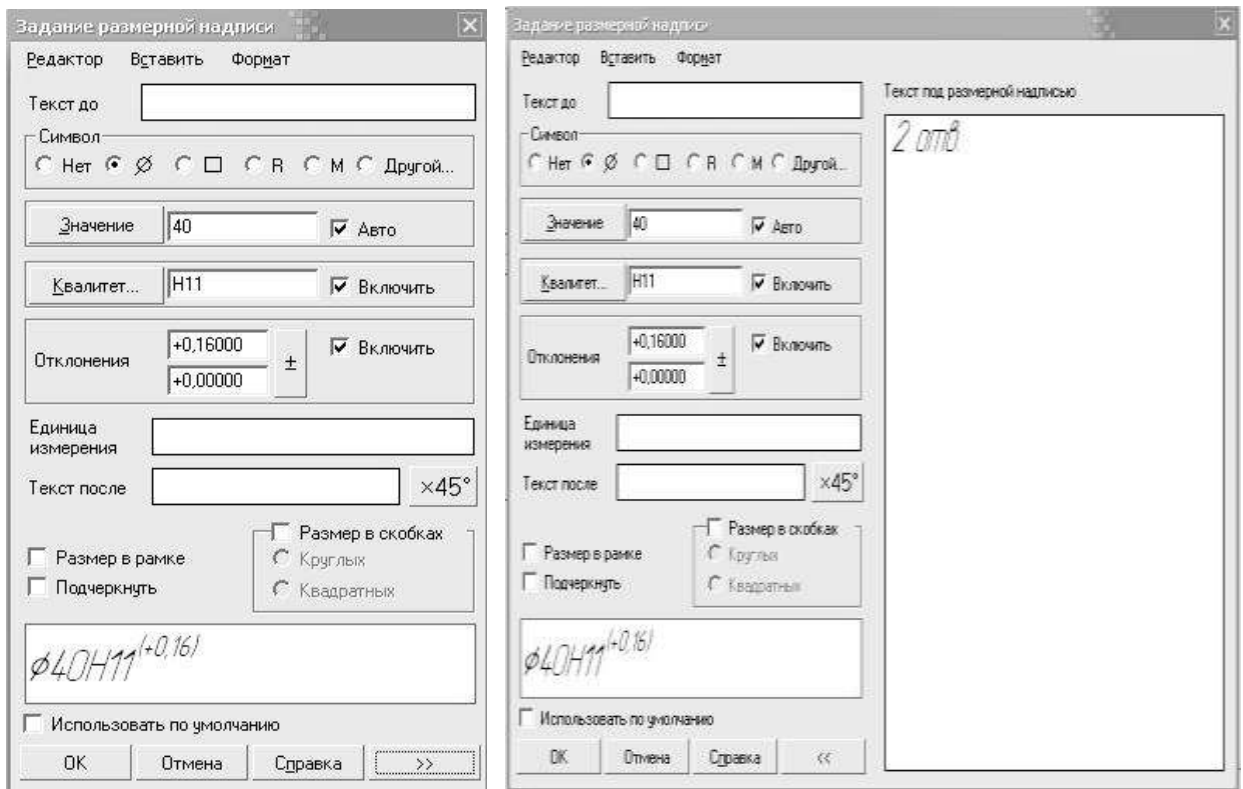 Задание размерной надписи
Редактор Вставить Формат
Текст до
Символ
Нет Ø □ R M Другой...
Значение 40 Авто
Квалитет... H11 Включить
+0,16000
Отклонения ± Включить
+0,00000
Единица
измерения
Текст после ×45°
Размер в скобках
Размер в рамке Круглых
Подчеркнуть Квадратных
⌀40H11(+0,16)
Использовать по умолчанию
OK Отмена Справка >>
Задание размерной надписи
Редактор Вставить Формат
Текст до
Символ
Нет Ø □ R M Другой...
Значение 40 Авто
Квалитет... H11 Включить
+0,16000
Отклонения ± Включить
+0,00000
Единица
измерения
Текст после ×45°
Размер в скобках
Размер в рамке Круглых
Подчеркнуть Квадратных
⌀40H11(+0,16)
Использовать по умолчанию
OK Отмена Справка <<
Текст под размерной надписью
2 отв.